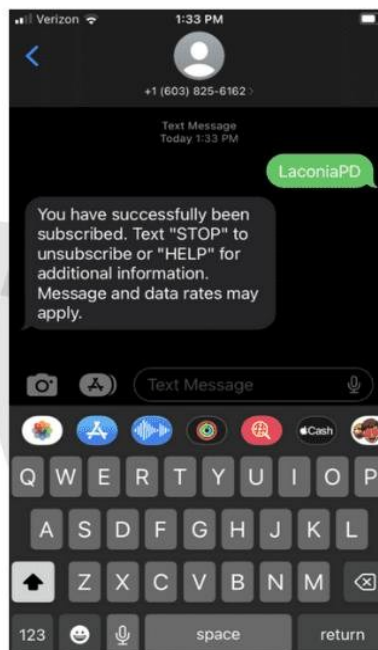 Verizon
1:33 PM
+1 (603) 825-6162
Text Message
Today 1:33 PM
LaconiaPD
You have successfully been
subscribed. Text "STOP" to
unsubscribe or "HELP" for
additional information.
Message and data rates may
apply.
Text Message
Cash
Q W E R T Y U I O P
A S D F G H J K L
Z X C V B N M
123 space return